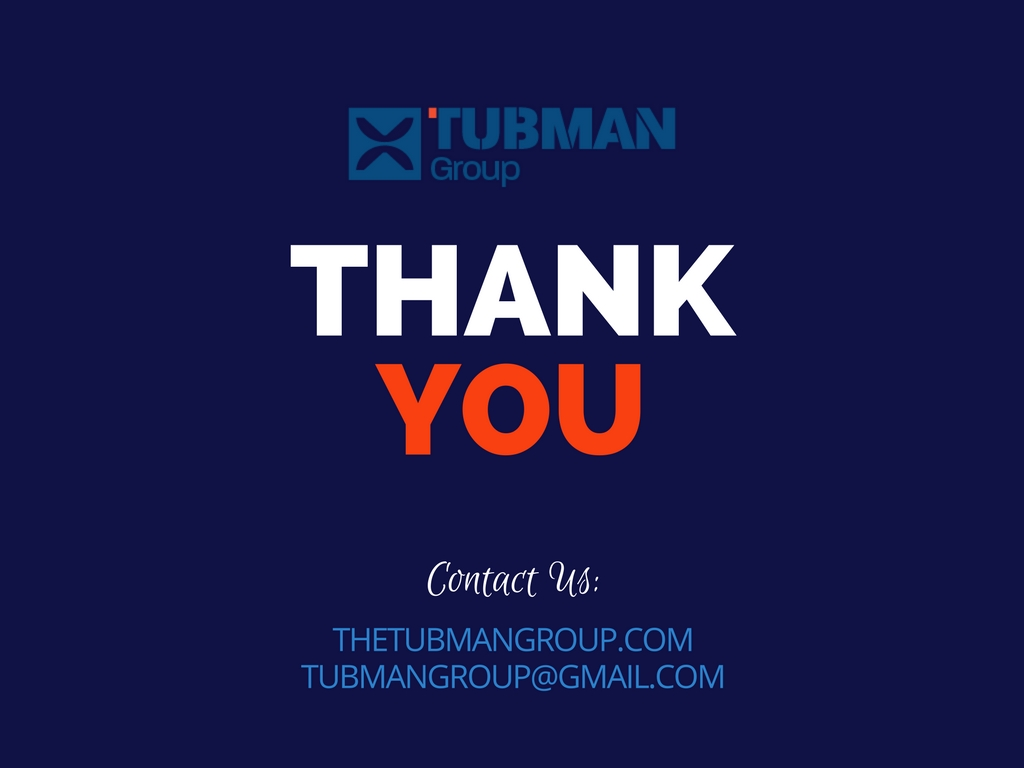 TUBMAN
Group
THANK
YOU
Contact Us:
THETUBMANGROUP.COM
TUBMANGROUP@GMAIL.COM